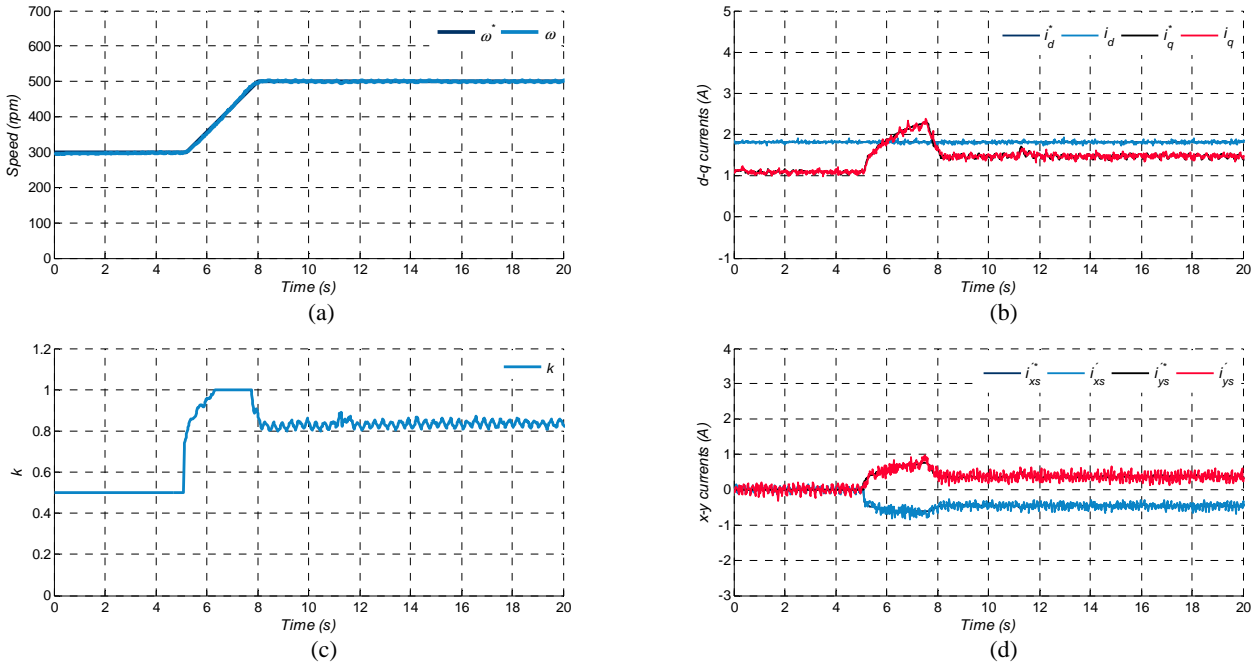 700
600
500
400
300
200
100
0
Speed (rpm)
ω* ω
0 2 4 6 8 10 12 14 16 18 20
Time (s)
(a)
5
4
3
2
1
0
-1
d-q currents (A)
i*d id i*q iq
0 2 4 6 8 10 12 14 16 18 20
Time (s)
(b)
1.2
1
0.8
0.6
0.4
0.2
0
k
k
0 2 4 6 8 10 12 14 16 18 20
Time (s)
(c)
4
3
2
1
0
-1
-2
-3
x-y currents (A)
i'*xs i'xs i'*ys i'ys
0 2 4 6 8 10 12 14 16 18 20
Time (s)
(d)